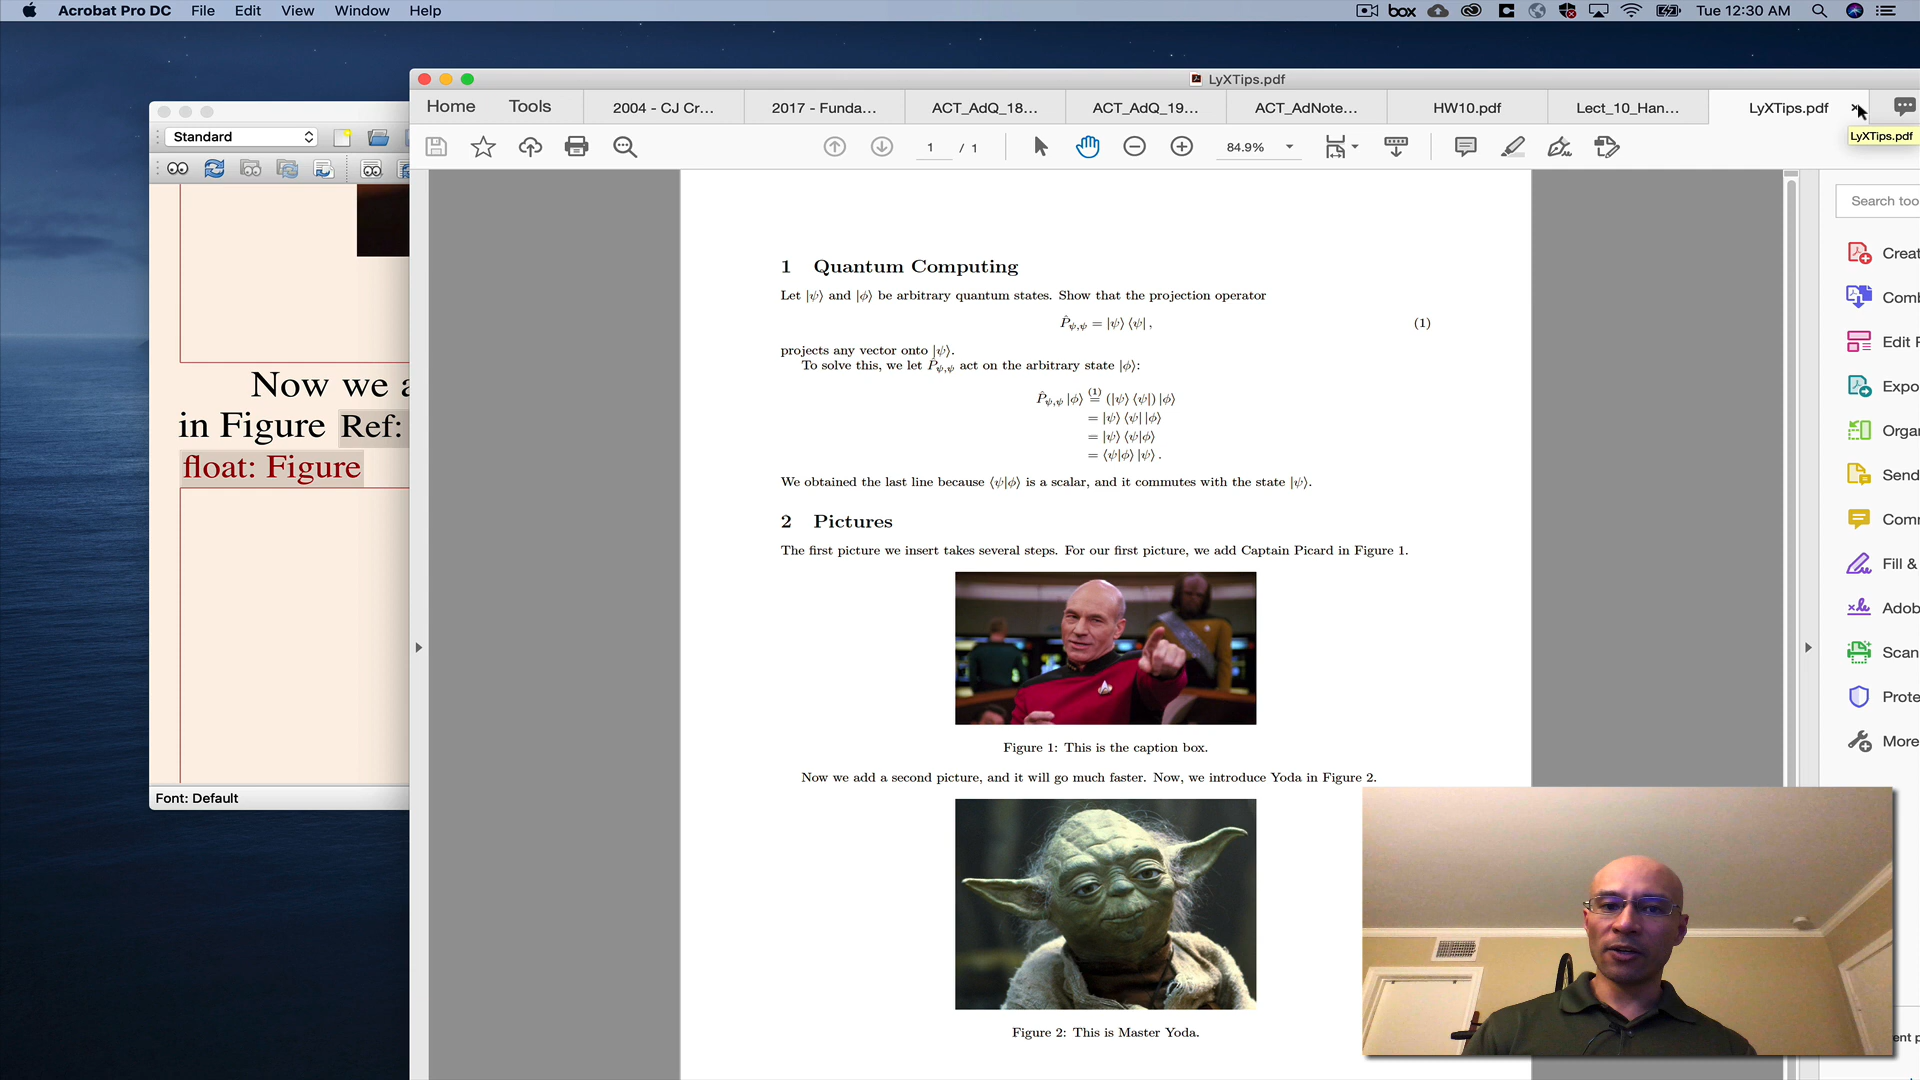 Acrobat Pro DC File Edit View Window Help
box Tue 12:30 AM
LyXTips.pdf
Home Tools 2004 - CJ Cr... 2017 - Funda... ACT_AdQ_18... ACT_AdQ_19... ACT_AdNote... HW10.pdf Lect_10_Han... LyXTips.pdf
LyXTips.pdf
1 / 1 84.9%
Standard
Now we a
in Figure Ref:
float: Figure
Font: Default
1 Quantum Computing
Let |ψ⟩ and |ϕ⟩ be arbitrary quantum states. Show that the projection operator
P̂ψ,ψ = |ψ⟩ ⟨ψ| , (1)
projects any vector onto |ψ⟩.
To solve this, we let P̂ψ,ψ act on the arbitrary state |ϕ⟩:
P̂ψ,ψ |ϕ⟩ (1)= (|ψ⟩ ⟨ψ|) |ϕ⟩
= |ψ⟩ ⟨ψ| |ϕ⟩
= |ψ⟩ ⟨ψ|ϕ⟩
= ⟨ψ|ϕ⟩ |ψ⟩ .
We obtained the last line because ⟨ψ|ϕ⟩ is a scalar, and it commutes with the state |ψ⟩.
2 Pictures
The first picture we insert takes several steps. For our first picture, we add Captain Picard in Figure 1.
Figure 1: This is the caption box.
Now we add a second picture, and it will go much faster. Now, we introduce Yoda in Figure 2.
Figure 2: This is Master Yoda.
Search too
Creat
Comb
Edit P
Expo
Organ
Send
Comm
Fill &
Adob
Scan
Prote
More
ent p